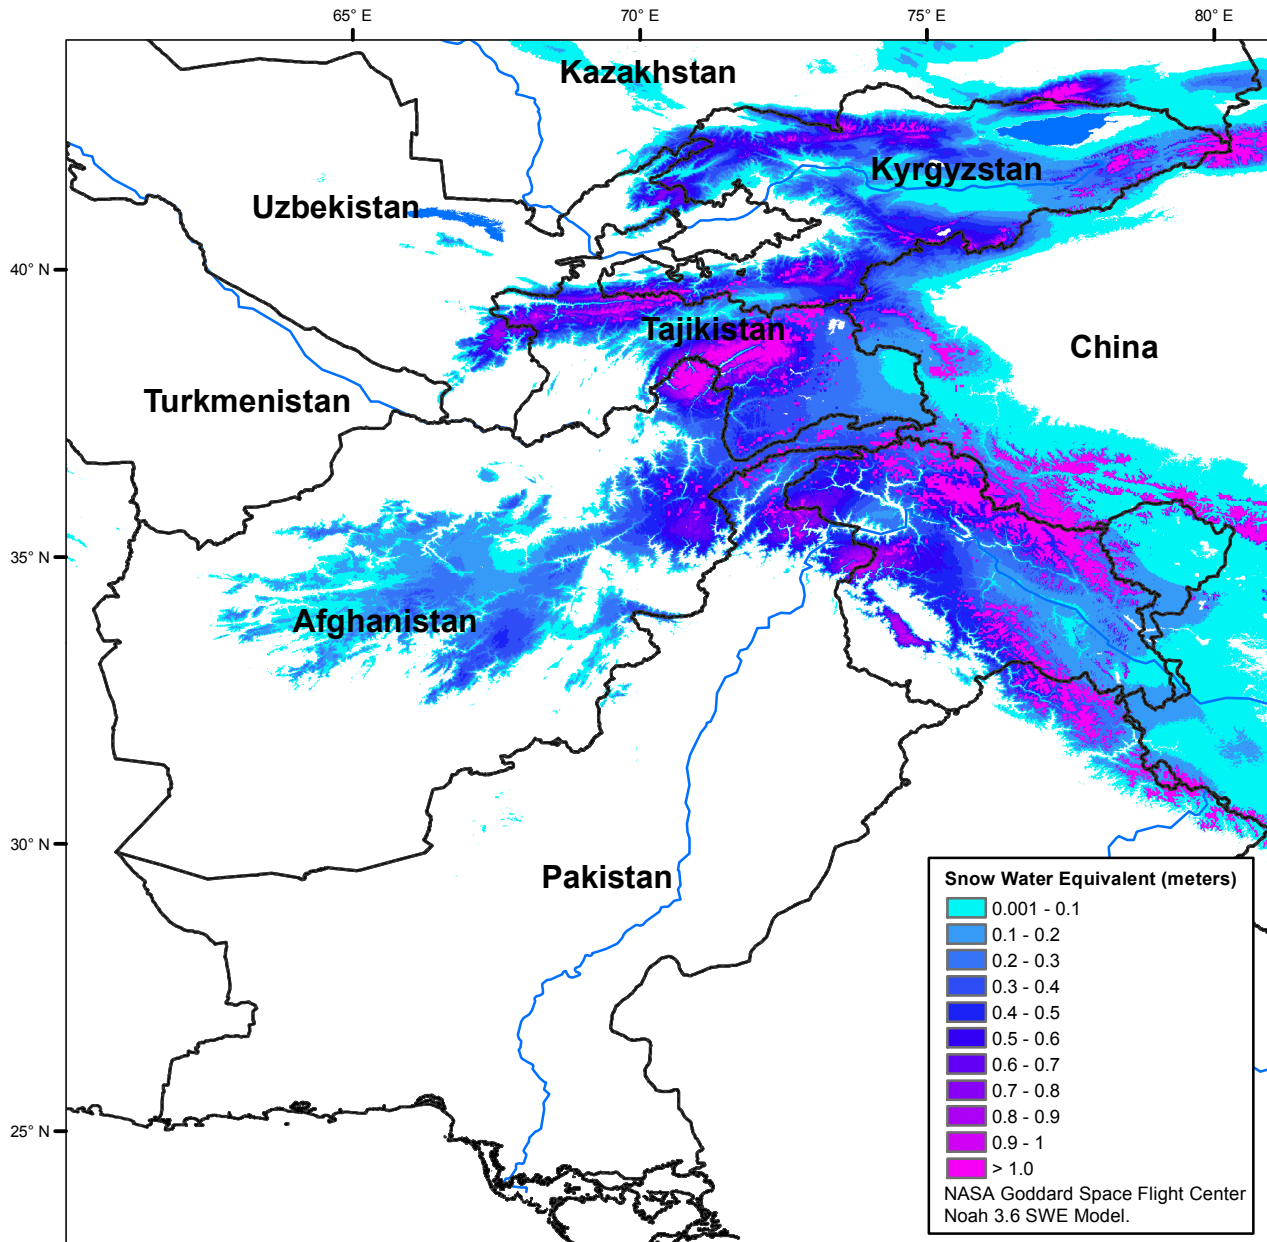 65° E
70° E
75° E
80° E
Kazakhstan
Kyrgyzstan
Uzbekistan
40° N
Tajikistan
China
Turkmenistan
35° N
Afghanistan
30° N
Pakistan
25° N
Snow Water Equivalent (meters)
0.001 - 0.1
0.1 - 0.2
0.2 - 0.3
0.3 - 0.4
0.4 - 0.5
0.5 - 0.6
0.6 - 0.7
0.7 - 0.8
0.8 - 0.9
0.9 - 1
> 1.0
NASA Goddard Space Flight Center
Noah 3.6 SWE Model.